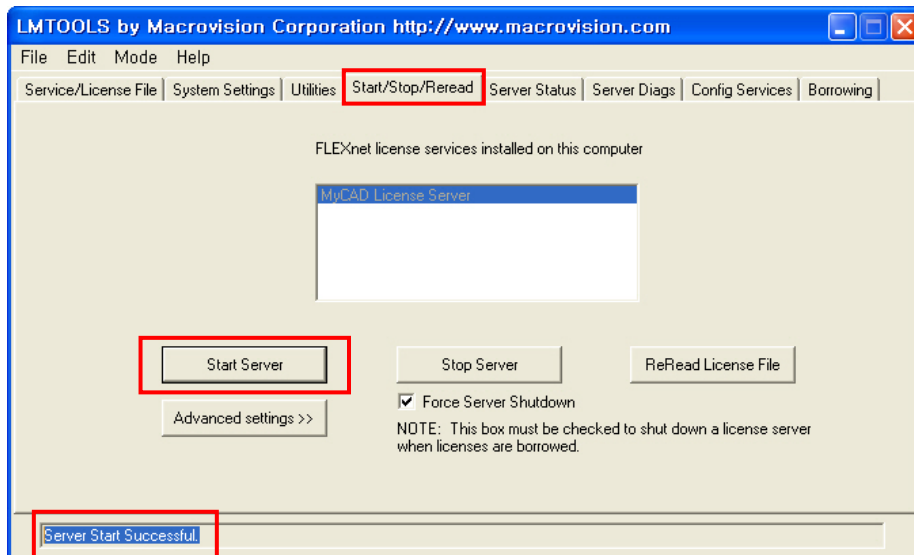 LMTOOLS by Macrovision Corporation http://www.macrovision.com
File Edit Mode Help
Service/License File System Settings Utilities Start/Stop/Reread Server Status Server Diags Config Services Borrowing
FLEXnet license services installed on this computer
MyCAD License Server
Start Server Stop Server ReRead License File
Advanced settings >> Force Server Shutdown
NOTE: This box must be checked to shut down a license server
when licenses are borrowed.
Server Start Successful.